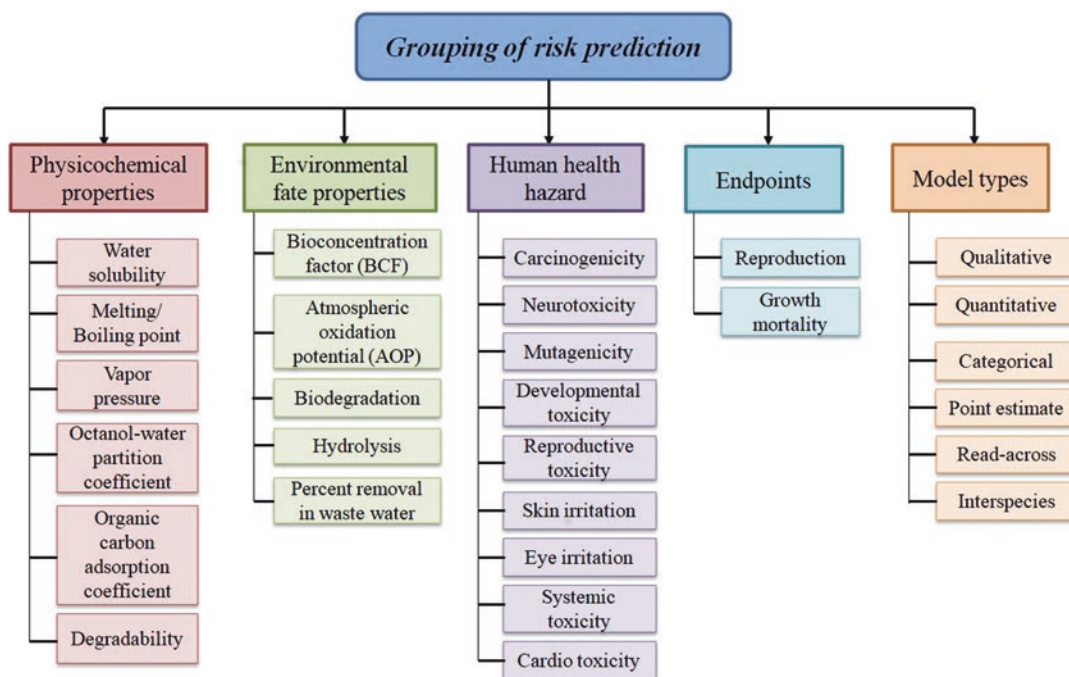 Grouping of risk prediction
Physicochemical
properties
Water
solubility
Melting/
Boiling point
Vapor
pressure
Octanol-water
partition
coefficient
Organic
carbon
adsorption
coefficient
Degradability
Environmental
fate properties
Bioconcentration
factor (BCF)
Atmospheric
oxidation
potential (AOP)
Biodegradation
Hydrolysis
Percent removal
in waste water
Human health
hazard
Carcinogenicity
Neurotoxicity
Mutagenicity
Developmental
toxicity
Reproductive
toxicity
Skin irritation
Eye irritation
Systemic
toxicity
Cardio toxicity
Endpoints
Reproduction
Growth
mortality
Model types
Qualitative
Quantitative
Categorical
Point estimate
Read-across
Interspecies